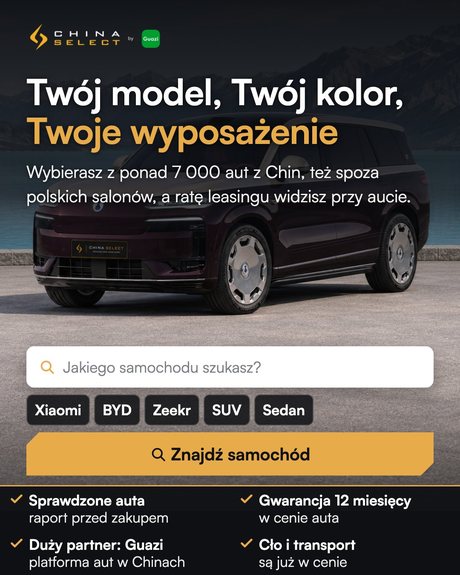 CHINA SELECT by Guazi
Twój model, Twój kolor,
Twoje wyposażenie
Wybierasz z ponad 7 000 aut z Chin, też spoza
polskich salonów, a ratę leasingu widzisz przy aucie.
CHINA SELECT
Jakiego samochodu szukasz?
Xiaomi BYD Zeekr SUV Sedan
Znajdź samochód
Sprawdzone auta
raport przed zakupem
Gwarancja 12 miesięcy
w cenie auta
Duży partner: Guazi
platforma aut w Chinach
Cło i transport
są już w cenie